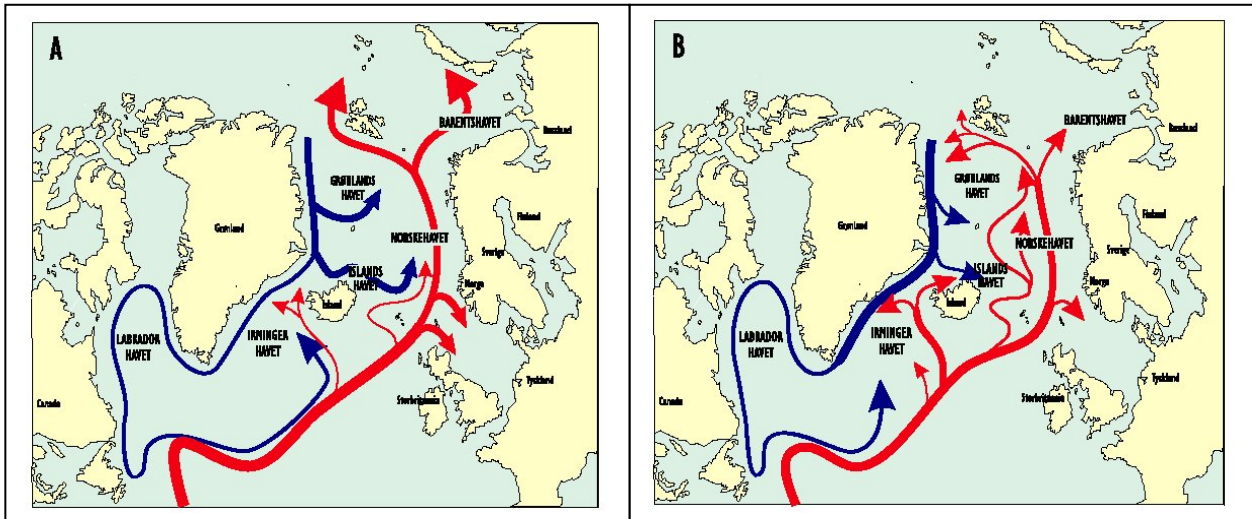 A
BARENTSHAVET
Russland
GRØNLANDS
HAVET
Grønland
Finland
NORSKEHAVET
Sverige
ISLANDS
HAVET
Norge
Island
LABRADOR
HAVET
IRMINGER
HAVET
Tyskland
Canada
Storbritannia
B
BARENTSHAVET
Russland
GRØNLANDS
HAVET
Grønland
Finland
NORSKEHAVET
Sverige
ISLANDS
HAVET
Norge
Island
LABRADOR
HAVET
IRMINGER
HAVET
Tyskland
Canada
Storbritannia